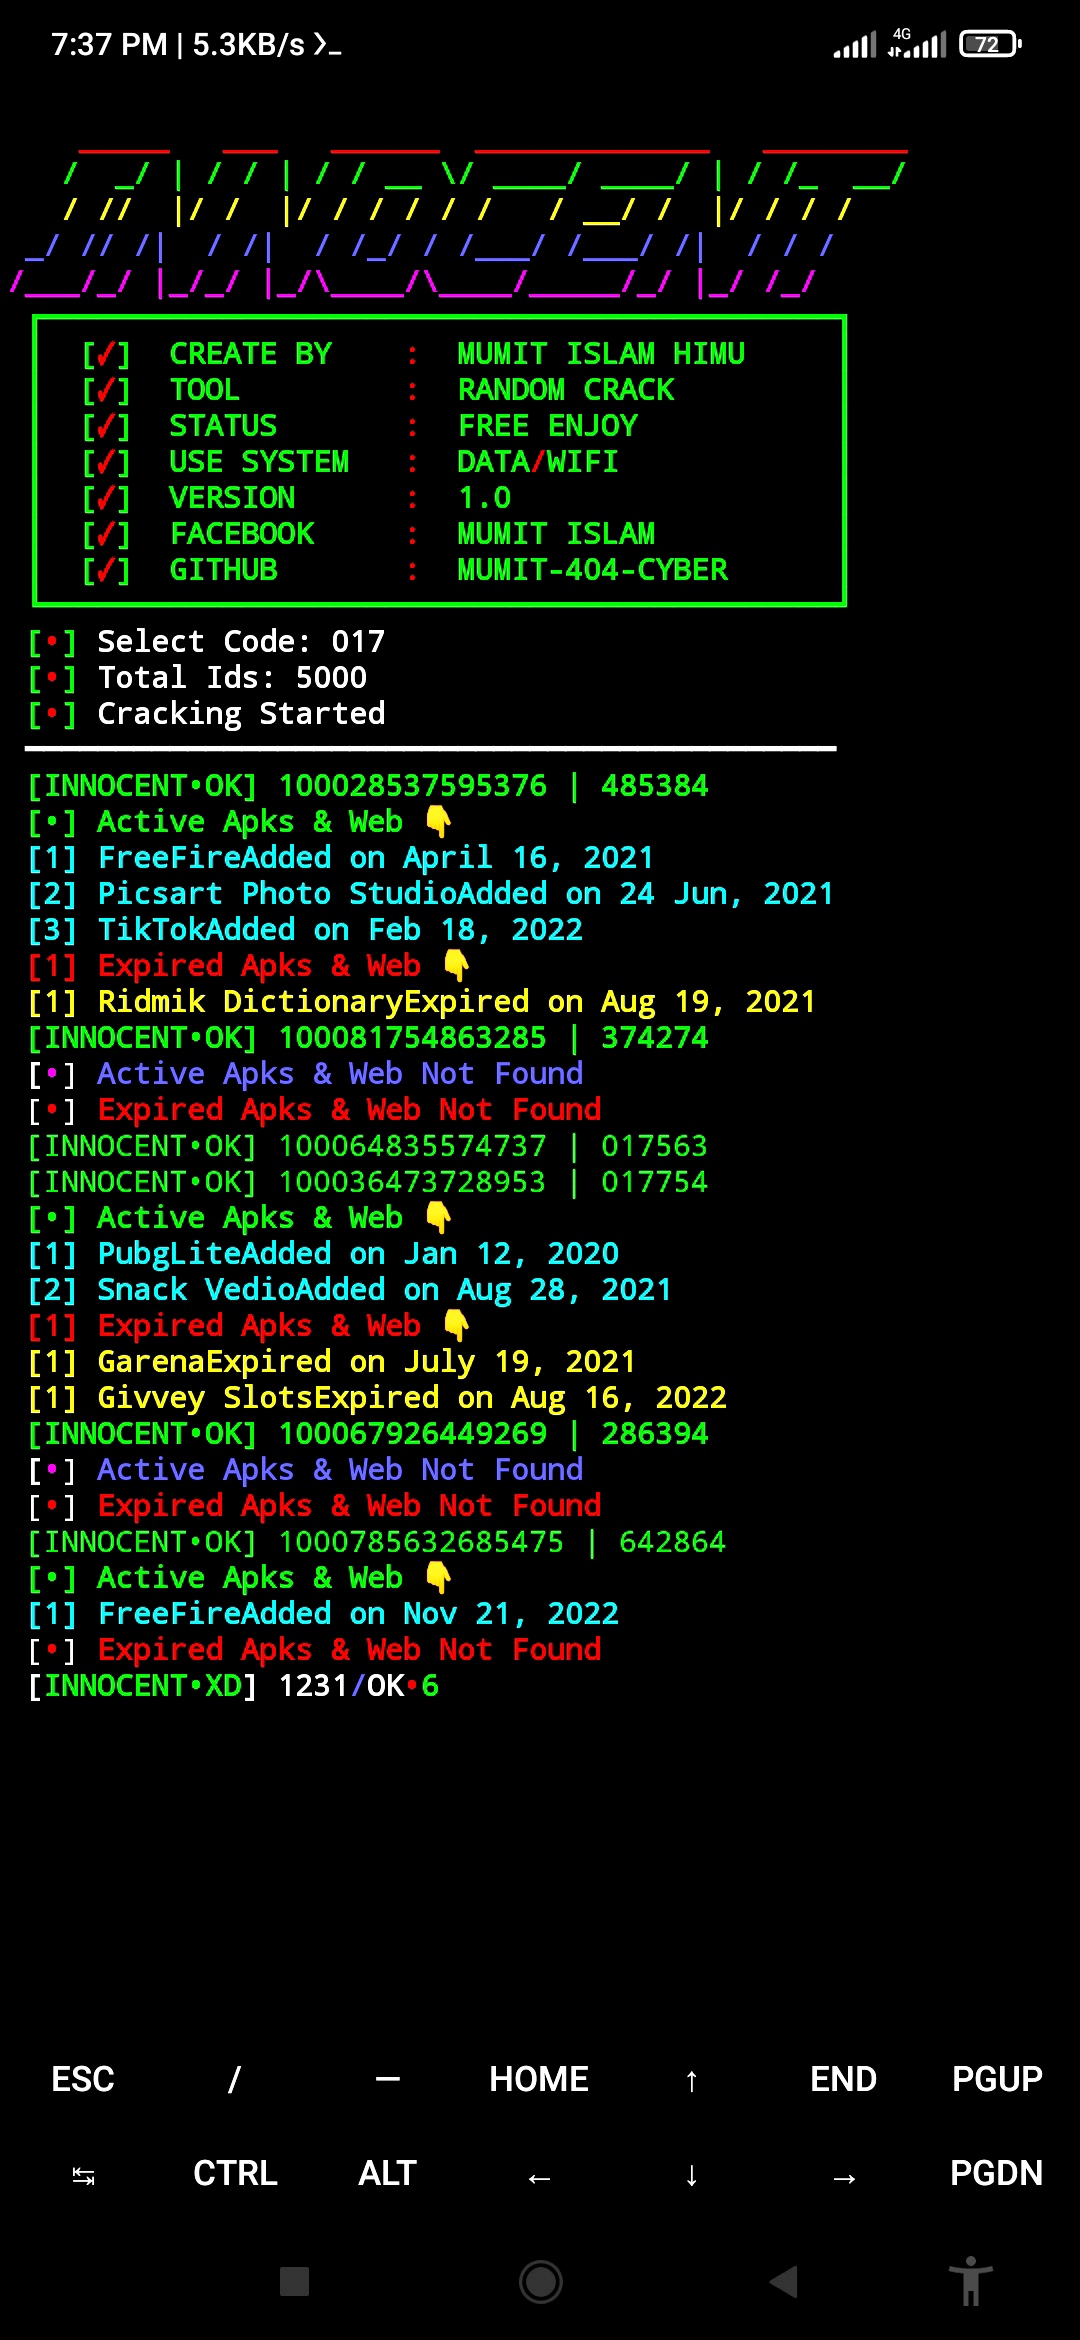 7:37 PM | 5.3KB/s
4G
72
INNOCENT
[✓] CREATE BY : MUMIT ISLAM HIMU
[✓] TOOL : RANDOM CRACK
[✓] STATUS : FREE ENJOY
[✓] USE SYSTEM : DATA/WIFI
[✓] VERSION : 1.0
[✓] FACEBOOK : MUMIT ISLAM
[✓] GITHUB : MUMIT-404-CYBER
[•] Select Code: 017
[•] Total Ids: 5000
[•] Cracking Started
[INNOCENT•OK] 100028537595376 | 485384
[•] Active Apks & Web 👇
[1] FreeFireAdded on April 16, 2021
[2] Picsart Photo StudioAdded on 24 Jun, 2021
[3] TikTokAdded on Feb 18, 2022
[1] Expired Apks & Web 👇
[1] Ridmik DictionaryExpired on Aug 19, 2021
[INNOCENT•OK] 100081754863285 | 374274
[•] Active Apks & Web Not Found
[•] Expired Apks & Web Not Found
[INNOCENT•OK] 100064835574737 | 017563
[INNOCENT•OK] 100036473728953 | 017754
[•] Active Apks & Web 👇
[1] PubgLiteAdded on Jan 12, 2020
[2] Snack VedioAdded on Aug 28, 2021
[1] Expired Apks & Web 👇
[1] GarenaExpired on July 19, 2021
[1] Givvey SlotsExpired on Aug 16, 2022
[INNOCENT•OK] 100067926449269 | 286394
[•] Active Apks & Web Not Found
[•] Expired Apks & Web Not Found
[INNOCENT•OK] 1000785632685475 | 642864
[•] Active Apks & Web 👇
[1] FreeFireAdded on Nov 21, 2022
[•] Expired Apks & Web Not Found
[INNOCENT•XD] 1231/OK•6
ESC / — HOME ↑ END PGUP
↹ CTRL ALT ← ↓ → PGDN